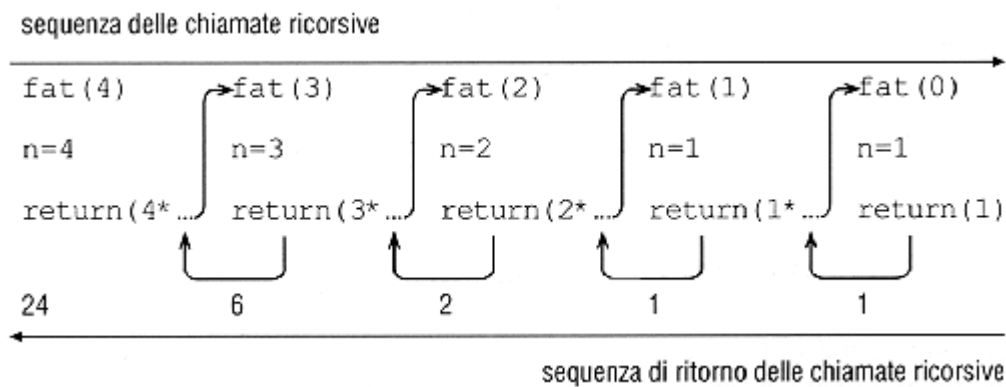 sequenza delle chiamate ricorsive
fat(4) fat(3) fat(2) fat(1) fat(0)
n=4 n=3 n=2 n=1 n=1
return(4* ... return(3* ... return(2* ... return(1* ... return(1)
24 6 2 1 1
sequenza di ritorno delle chiamate ricorsive